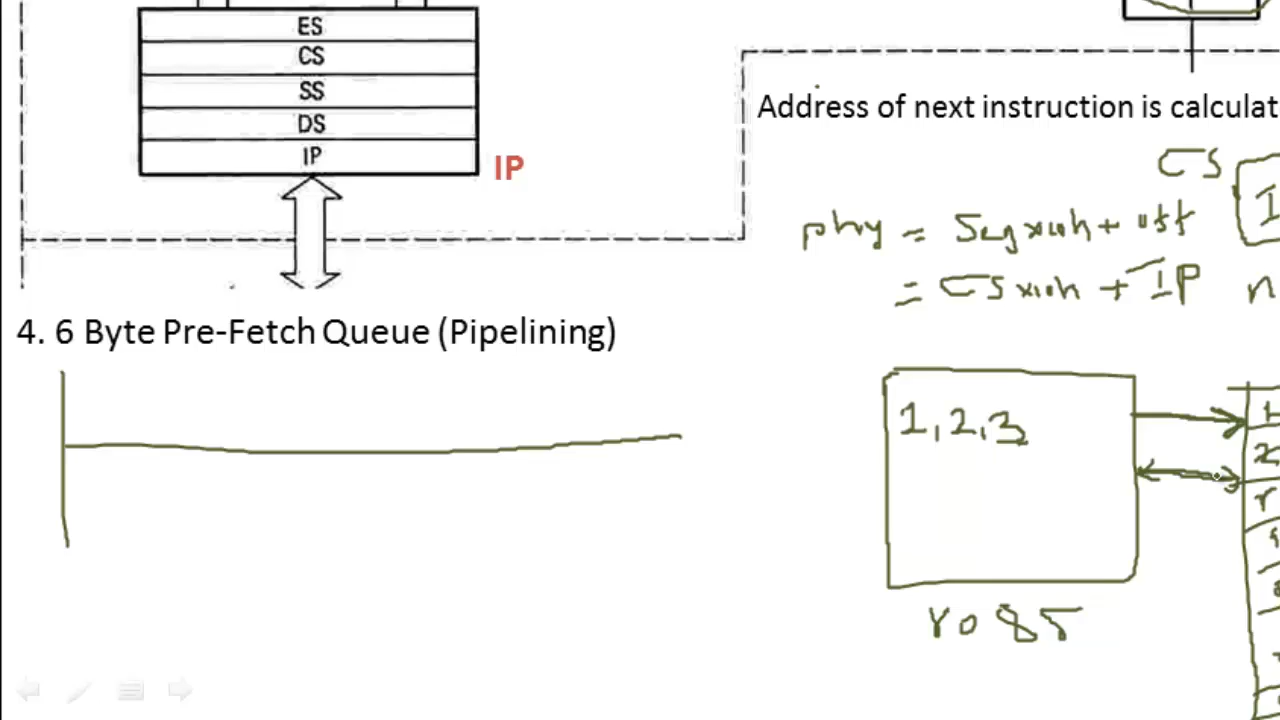 ES
CS
SS
DS
IP
IP
Address of next instruction is calculat
CS
I
phy = Seg x10h + off
= CS x10h + IP n
4. 6 Byte Pre-Fetch Queue (Pipelining)
1,2,3
8085